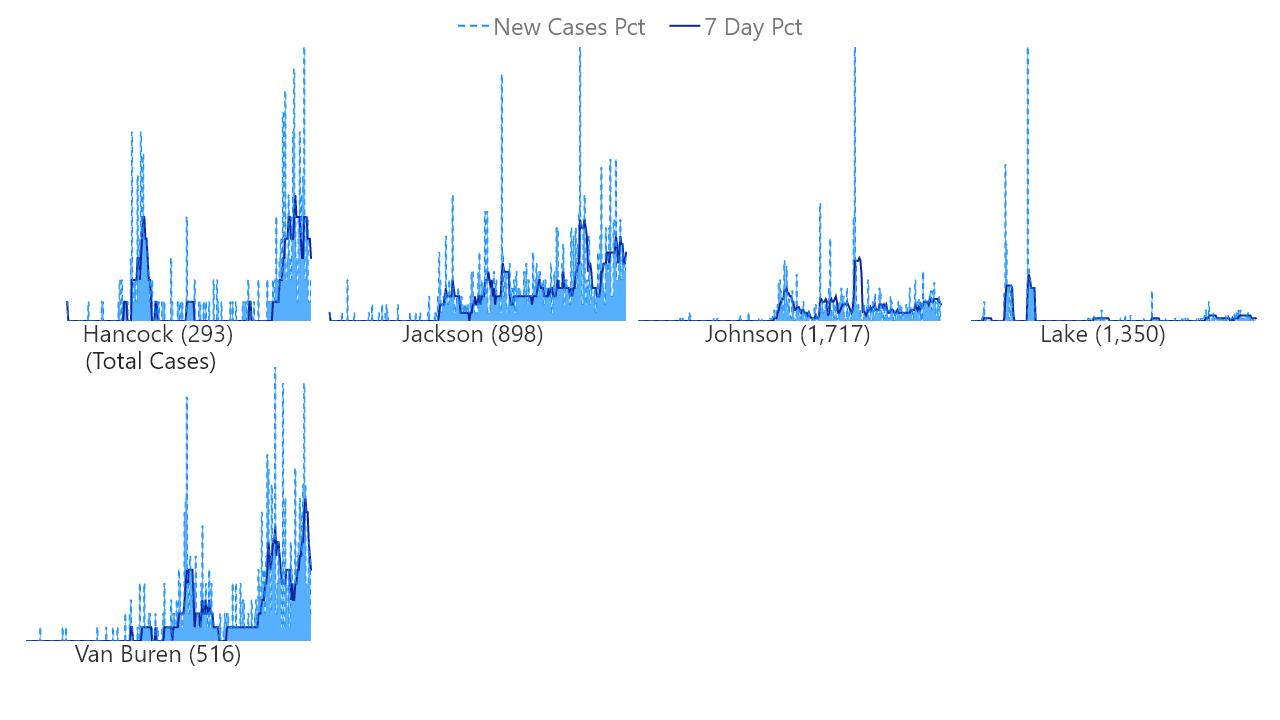 New Cases Pct 7 Day Pct
Hancock (293)
(Total Cases)
Jackson (898)
Johnson (1,717)
Lake (1,350)
Van Buren (516)